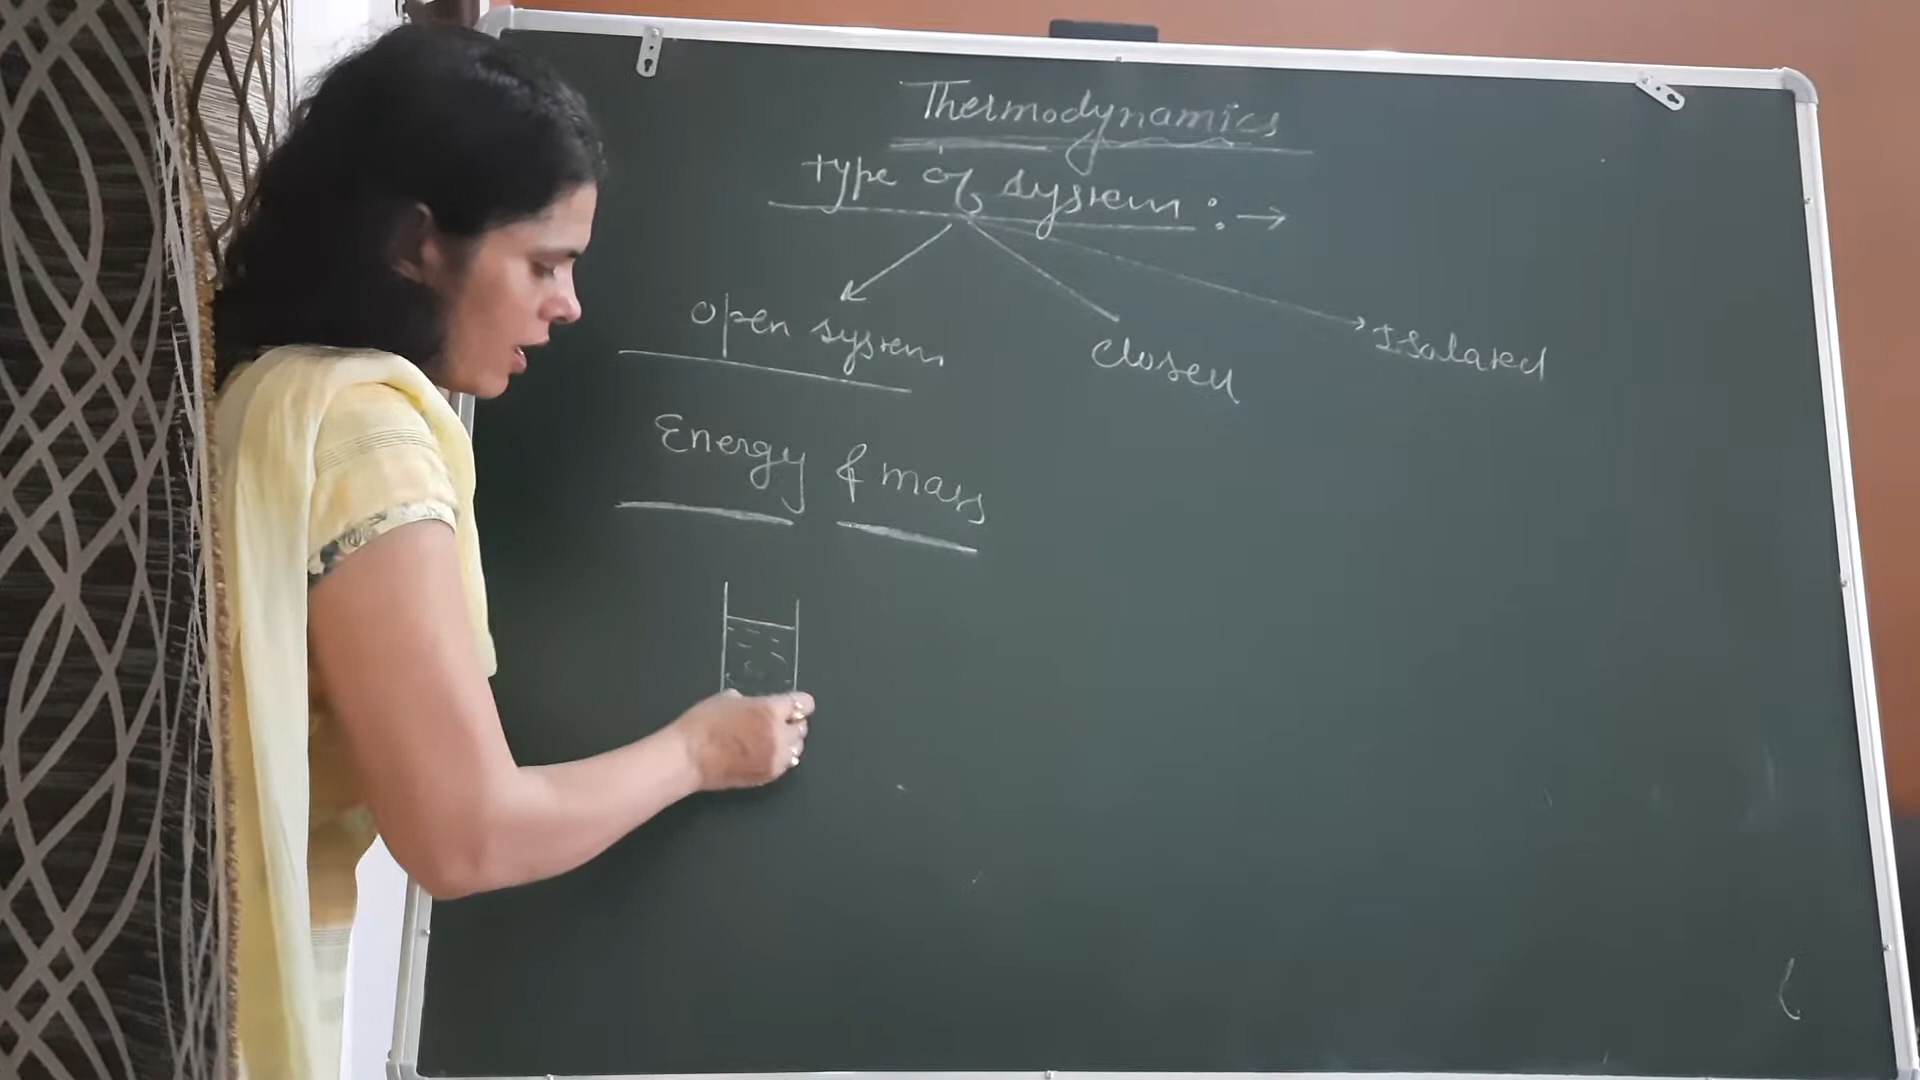 Thermodynamics
type of system :→
open system
closed
Isolated
Energy & mass